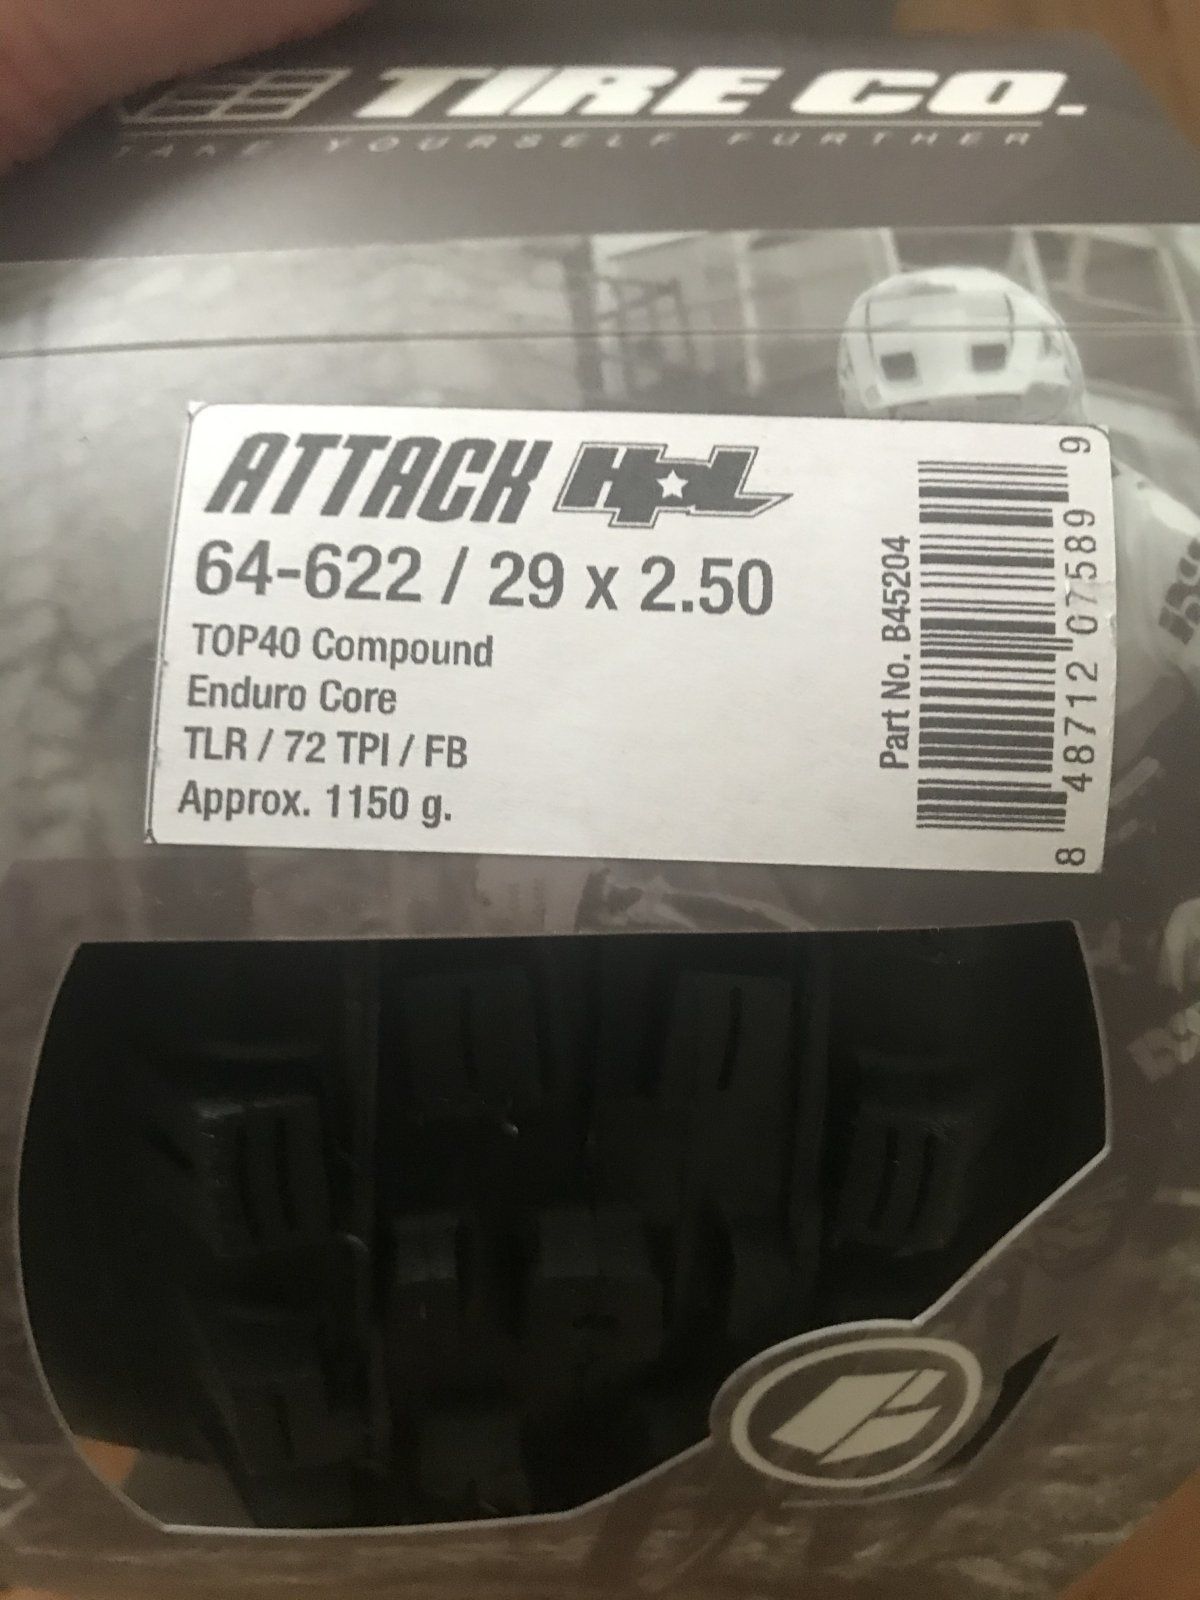 TIRE CO.
TAKE YOURSELF FURTHER
ATTACK HPL
64-622 / 29 x 2.50
TOP40 Compound
Enduro Core
TLR / 72 TPI / FB
Approx. 1150 g.
Part No. B45204
8 48712 07589 9